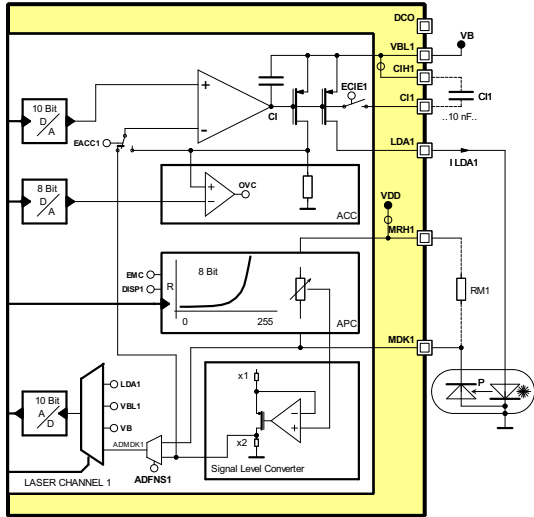 DCO
VB
VBL1
CIH1
ECIE1
CI1
CI1
..10 nF..
10 Bit
D
A
+
-
CI
EACC1
LDA1
I LDA1
8 Bit
D
A
+
-
OVC
ACC
VDD
MRH1
EMC
DISP1
R
8 Bit
0
255
APC
RM1
MDK1
P
x1
-
+
x2
Signal Level Converter
10 Bit
A
D
LDA1
VBL1
VB
ADMDK1
ADFNS1
LASER CHANNEL 1